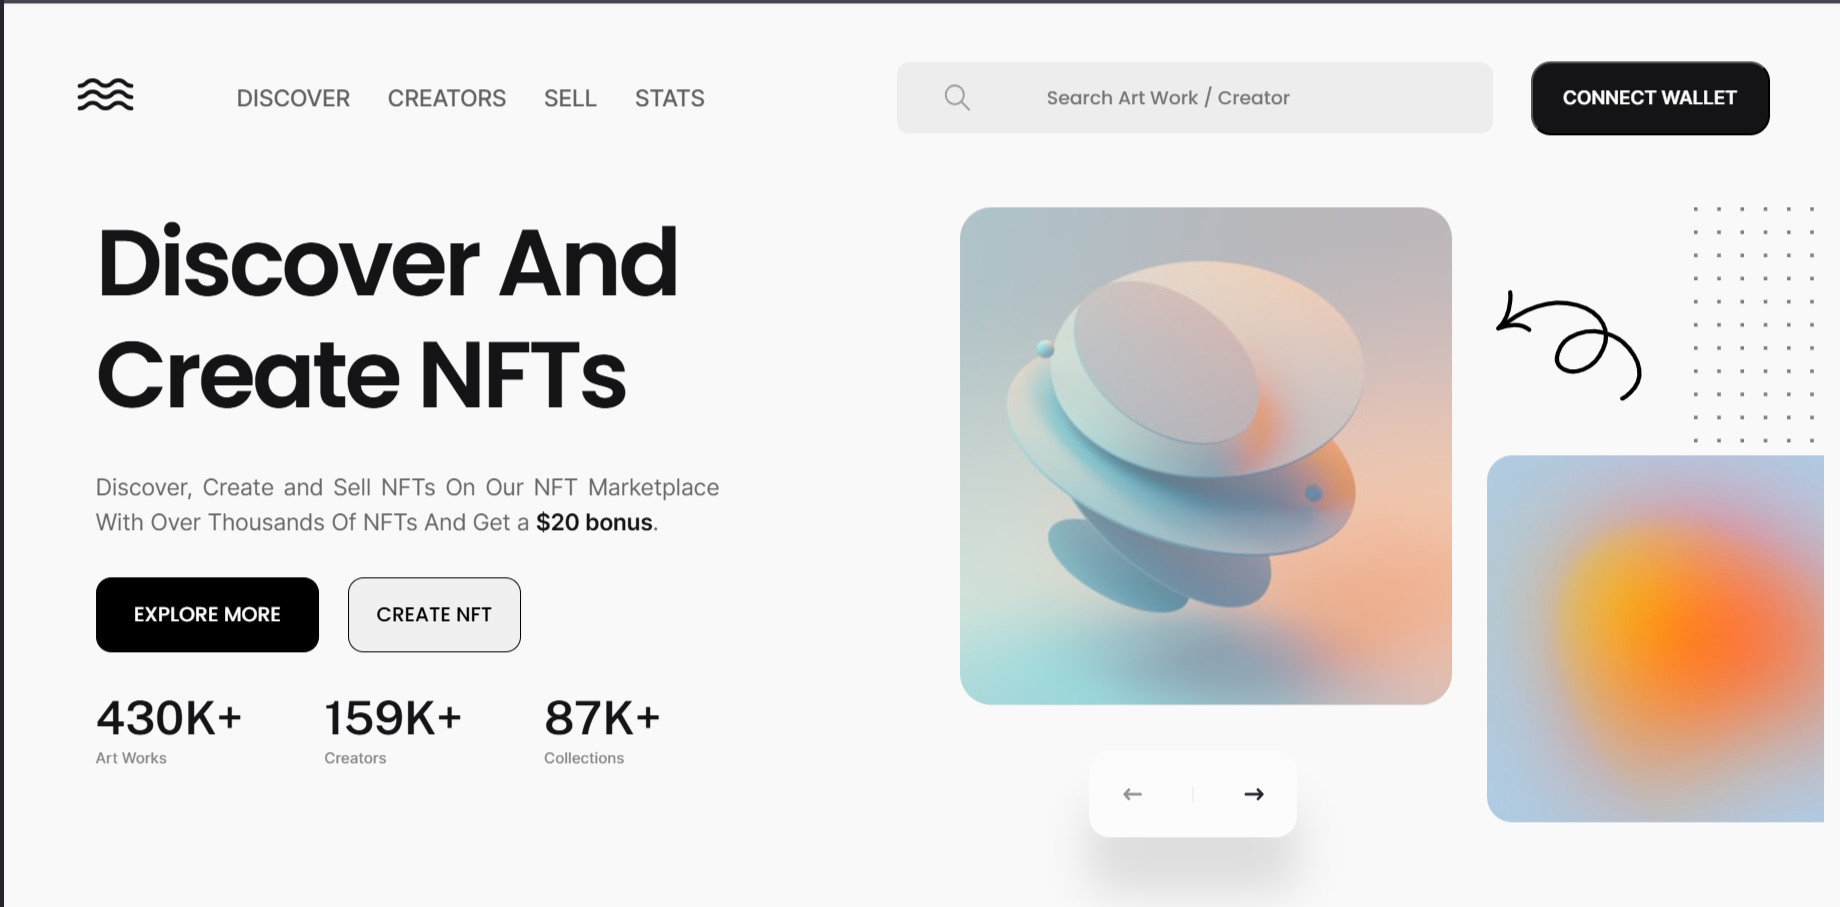 DISCOVER CREATORS SELL STATS
Search Art Work / Creator
CONNECT WALLET
Discover And
Create NFTs
Discover, Create and Sell NFTs On Our NFT Marketplace
With Over Thousands Of NFTs And Get a $20 bonus.
EXPLORE MORE
CREATE NFT
430K+
Art Works
159K+
Creators
87K+
Collections